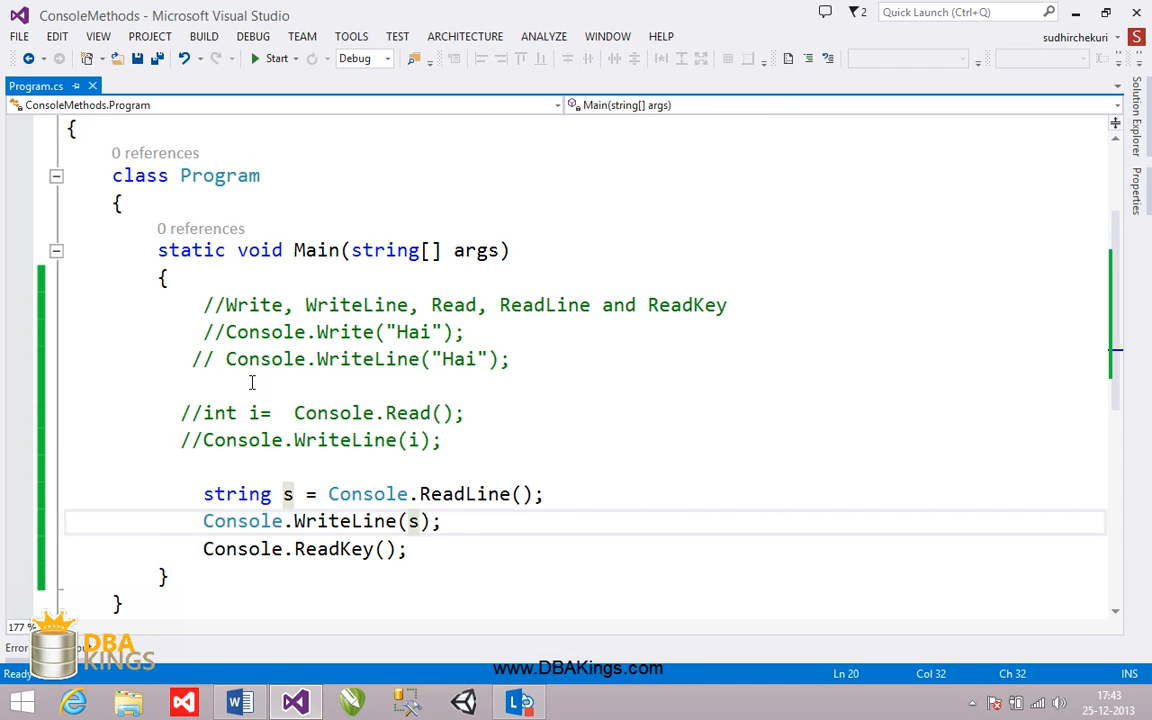 ConsoleMethods - Microsoft Visual Studio
2
Quick Launch (Ctrl+Q)
FILE EDIT VIEW PROJECT BUILD DEBUG TEAM TOOLS TEST ARCHITECTURE ANALYZE WINDOW HELP
sudhirchekuri S
Start Debug
Program.cs
ConsoleMethods.Program Main(string[] args)
Solution Explorer
Properties
{
0 references
class Program
{
0 references
static void Main(string[] args)
{
//Write, WriteLine, Read, ReadLine and ReadKey
//Console.Write("Hai");
// Console.WriteLine("Hai");
//int i= Console.Read();
//Console.WriteLine(i);
string s = Console.ReadLine();
Console.WriteLine(s);
Console.ReadKey();
}
}
177 %
DBA
KINGS
www.DBAKings.com
Ln 20 Col 32 Ch 32 INS
17:43
25-12-2013